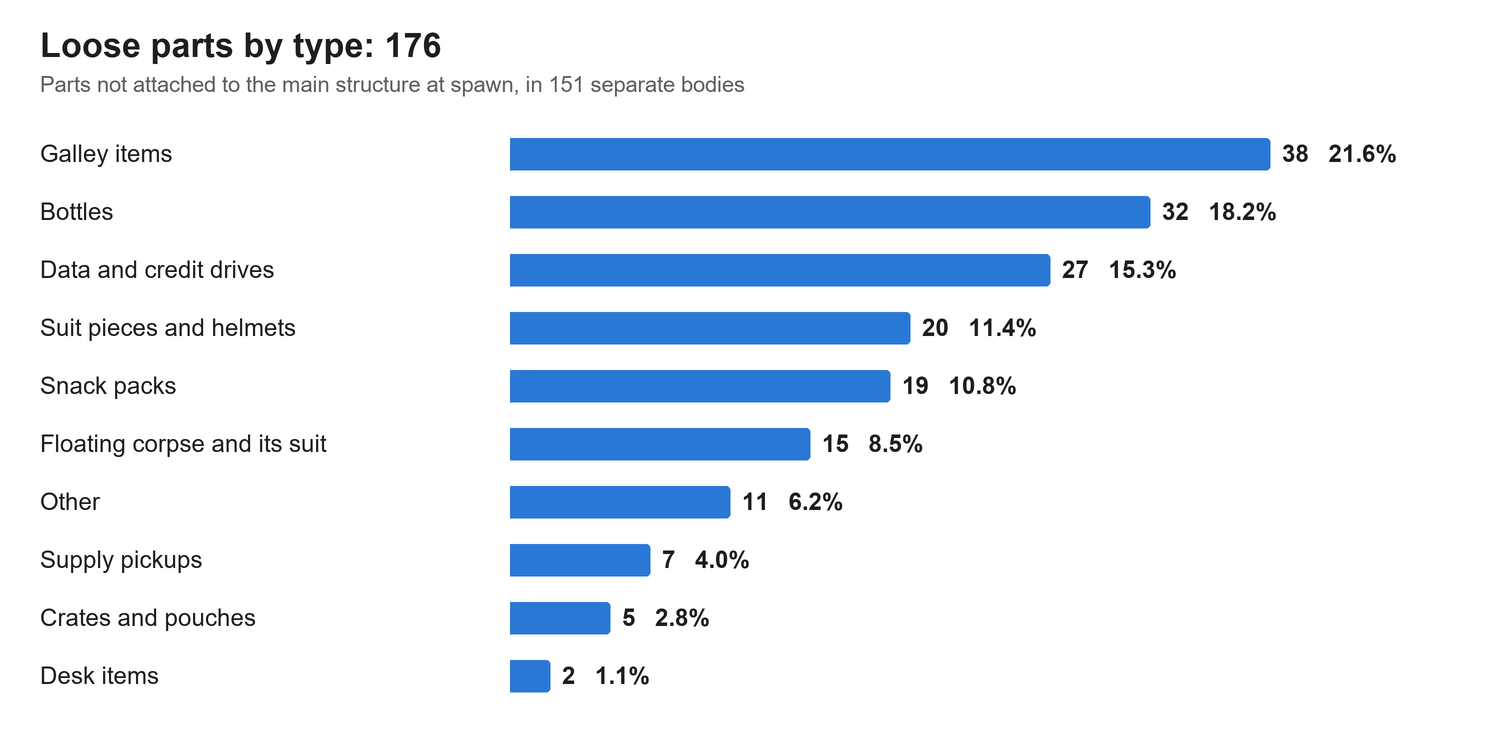 Loose parts by type: 176
Parts not attached to the main structure at spawn, in 151 separate bodies
Galley items 38 21.6%
Bottles 32 18.2%
Data and credit drives 27 15.3%
Suit pieces and helmets 20 11.4%
Snack packs 19 10.8%
Floating corpse and its suit 15 8.5%
Other 11 6.2%
Supply pickups 7 4.0%
Crates and pouches 5 2.8%
Desk items 2 1.1%